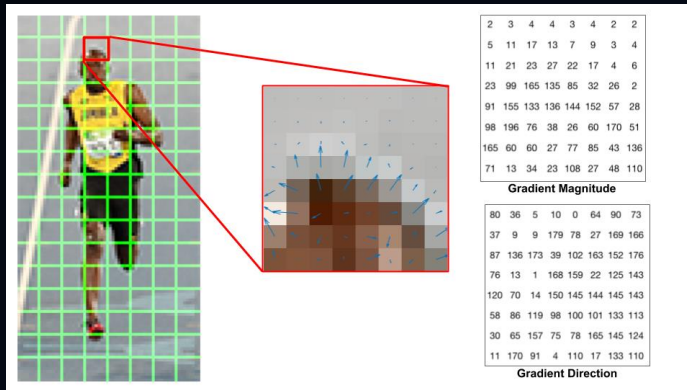 2 3 4 4 3 4 2 2
5 11 17 13 7 9 3 4
11 21 23 27 22 17 4 6
23 99 165 135 85 32 26 2
91 155 133 136 144 152 57 28
98 196 76 38 26 60 170 51
165 60 60 27 77 85 43 136
71 13 34 23 108 27 48 110
Gradient Magnitude
80 36 5 10 0 64 90 73
37 9 9 179 78 27 169 166
87 136 173 39 102 163 152 176
76 13 1 168 159 22 125 143
120 70 14 150 145 144 145 143
58 86 119 98 100 101 133 113
30 65 157 75 78 165 145 124
11 170 91 4 110 17 133 110
Gradient Direction